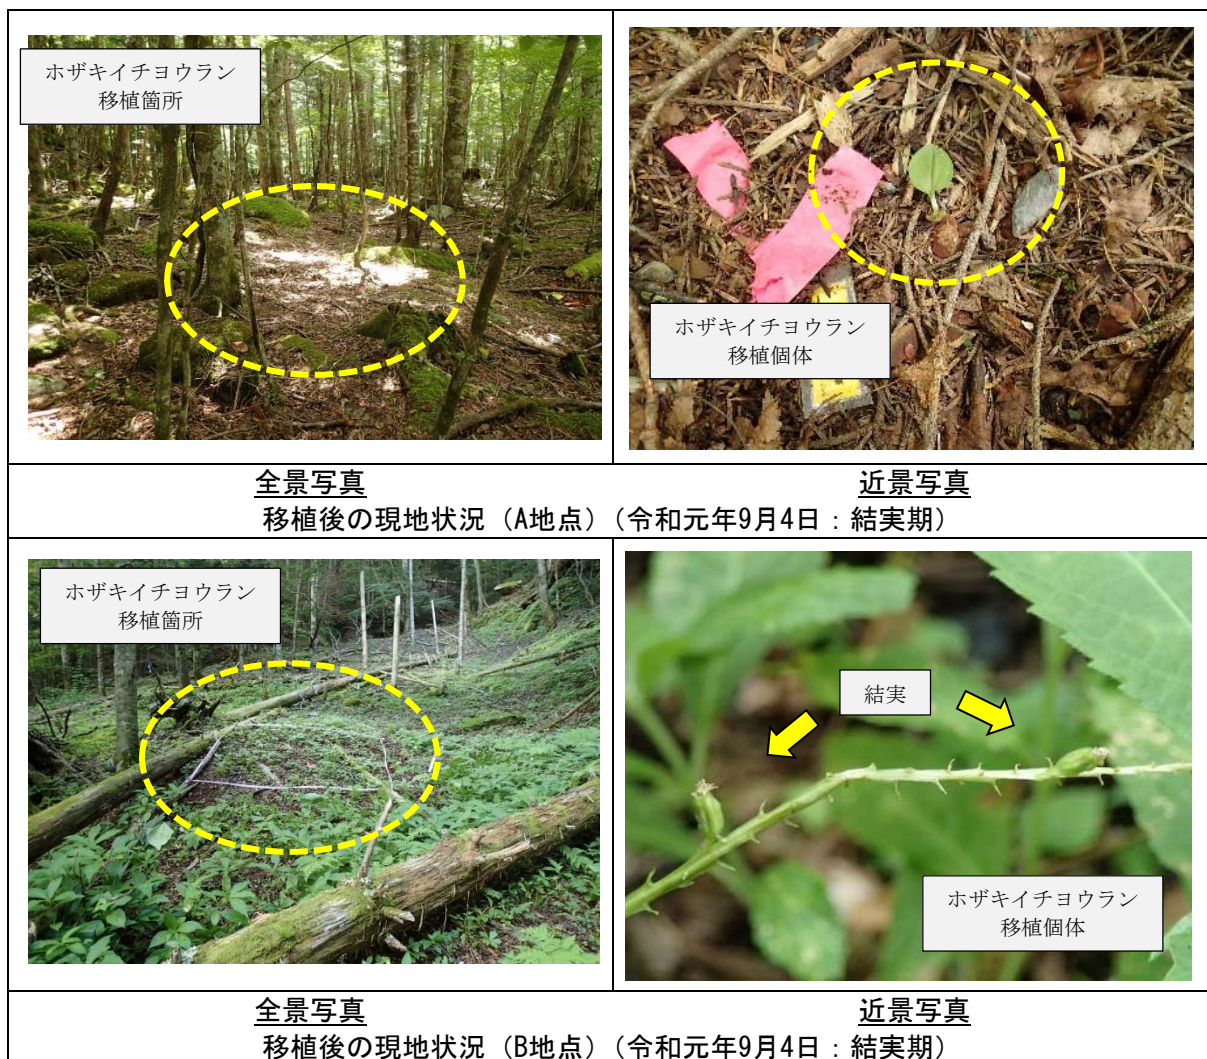 ホザキイチョウラン
移植箇所
ホザキイチョウラン
移植個体
全景写真
近景写真
移植後の現地状況（A地点）（令和元年9月4日：結実期）
ホザキイチョウラン
移植箇所
結実
ホザキイチョウラン
移植個体
全景写真
近景写真
移植後の現地状況（B地点）（令和元年9月4日：結実期）